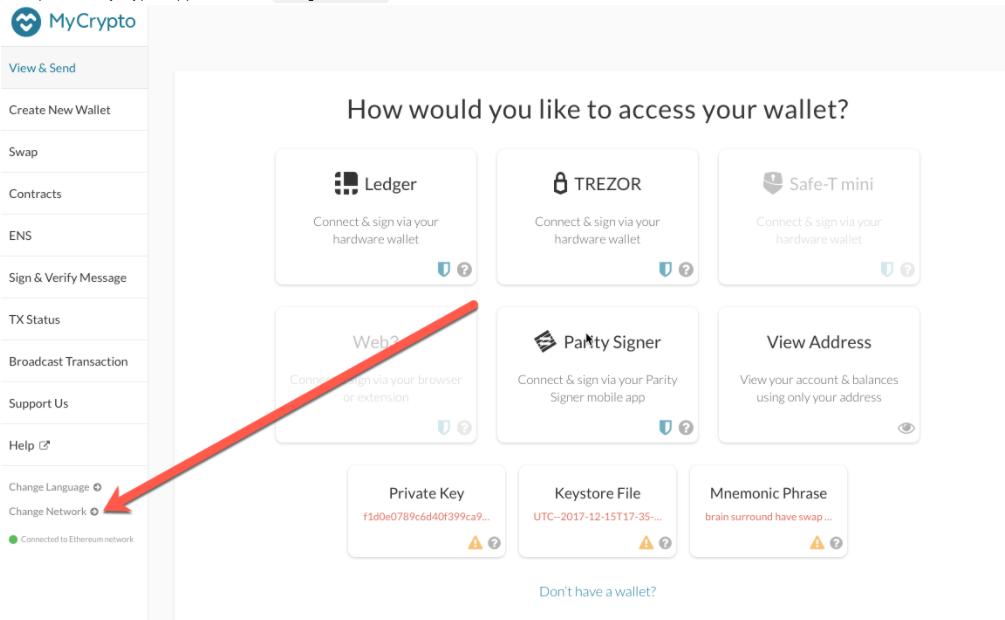 MyCrypto
View & Send
Create New Wallet
Swap
Contracts
ENS
Sign & Verify Message
TX Status
Broadcast Transaction
Support Us
Help
Change Language
Change Network
Connected to Ethereum network
How would you like to access your wallet?
Ledger
Connect & sign via your
hardware wallet
TREZOR
Connect & sign via your
hardware wallet
Safe-T mini
Connect & sign via your
hardware wallet
Web3
Connect & sign via your browser
or extension
Parity Signer
Connect & sign via your Parity
Signer mobile app
View Address
View your account & balances
using only your address
Private Key
f1d0e0789c6d40f399ca9...
Keystore File
UTC--2017-12-15T17-35-...
Mnemonic Phrase
brain surround have swap ...
Don't have a wallet?